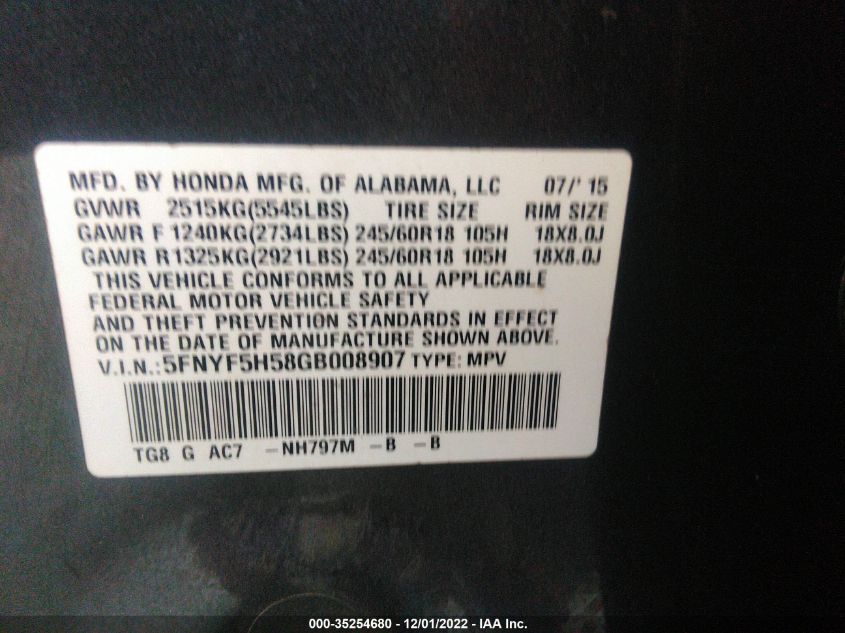 MFD. BY HONDA MFG. OF ALABAMA, LLC 07/' 15
GVWR 2515KG(5545LBS) TIRE SIZE RIM SIZE
GAWR F 1240KG(2734LBS) 245/60R18 105H 18X8.0J
GAWR R1325KG(2921LBS) 245/60R18 105H 18X8.0J
THIS VEHICLE CONFORMS TO ALL APPLICABLE
FEDERAL MOTOR VEHICLE SAFETY
AND THEFT PREVENTION STANDARDS IN EFFECT
ON THE DATE OF MANUFACTURE SHOWN ABOVE.
V.I.N.:5FNYF5H58GB008907 TYPE: MPV
TG8 G AC7 -NH797M -B -B
000-35254680 - 12/01/2022 - IAA Inc.